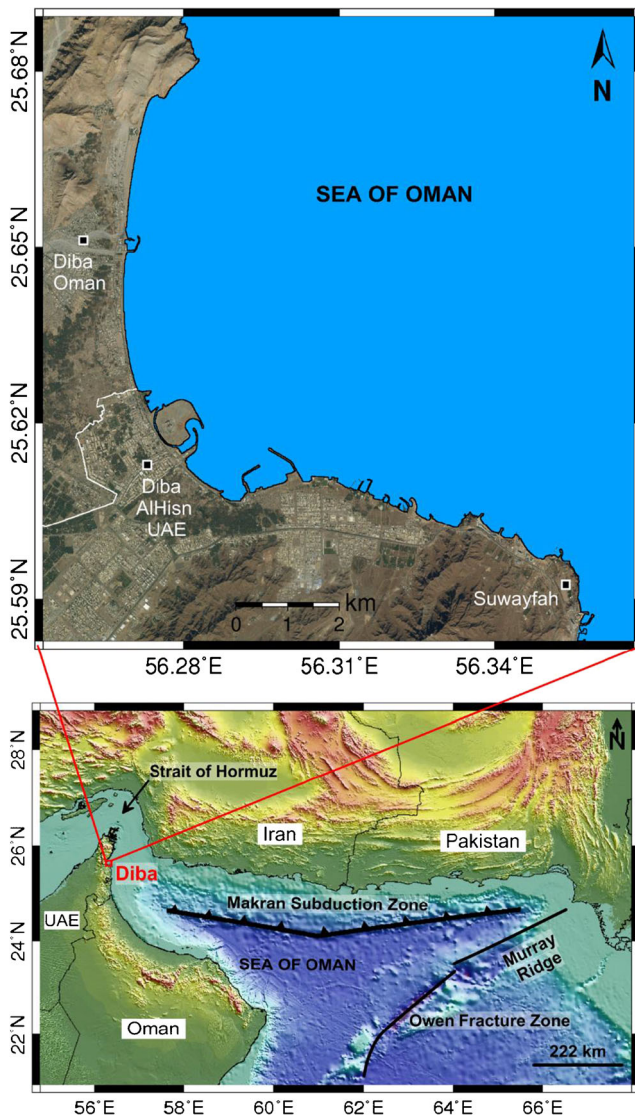 25.68°N
25.65°N
25.62°N
25.59°N
N
SEA OF OMAN
Diba
Oman
Diba
AlHisn
UAE
Suwayfah
km
0 1 2
56.28°E 56.31°E 56.34°E
28°N
26°N
24°N
22°N
N
Strait of Hormuz
Iran
Pakistan
Diba
Makran Subduction Zone
UAE
SEA OF OMAN
Murray
Ridge
Oman
Owen Fracture Zone
222 km
56°E 58°E 60°E 62°E 64°E 66°E